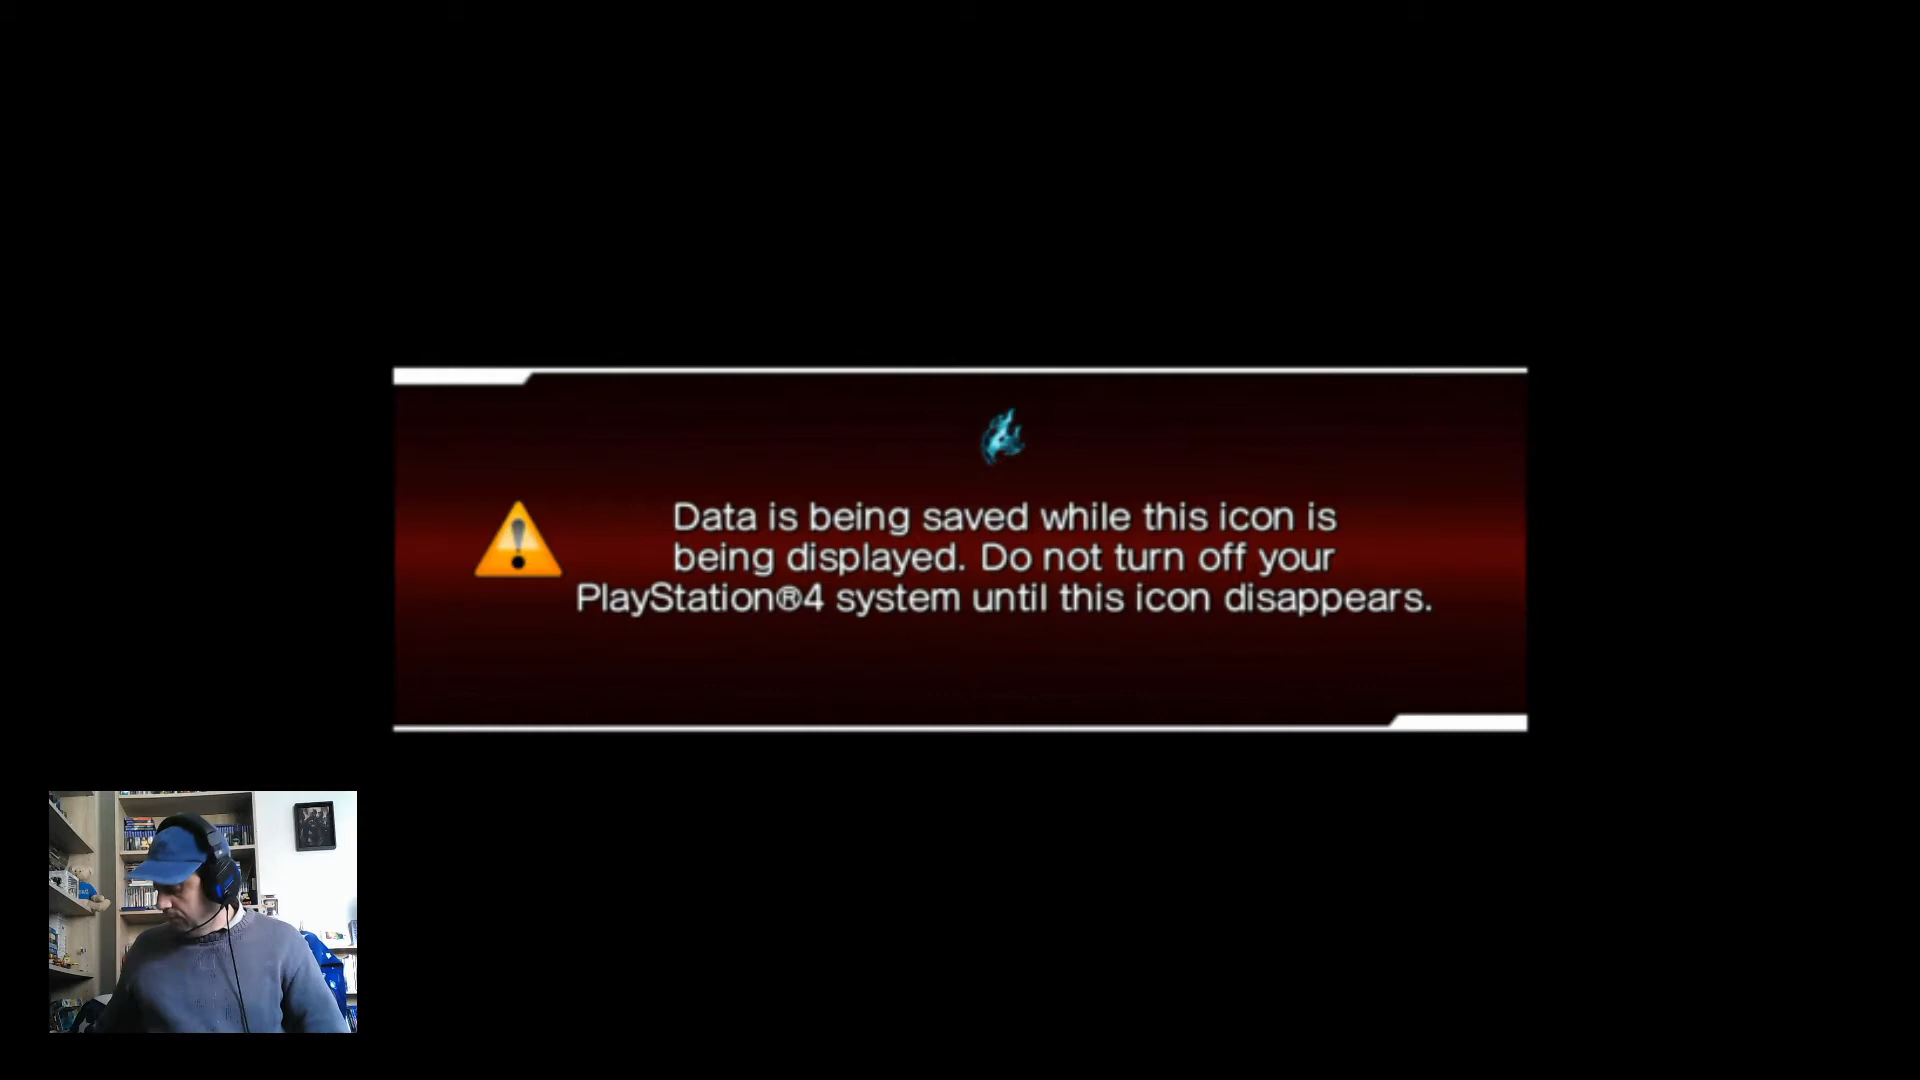 Data is being saved while this icon is
being displayed. Do not turn off your
PlayStation®4 system until this icon disappears.